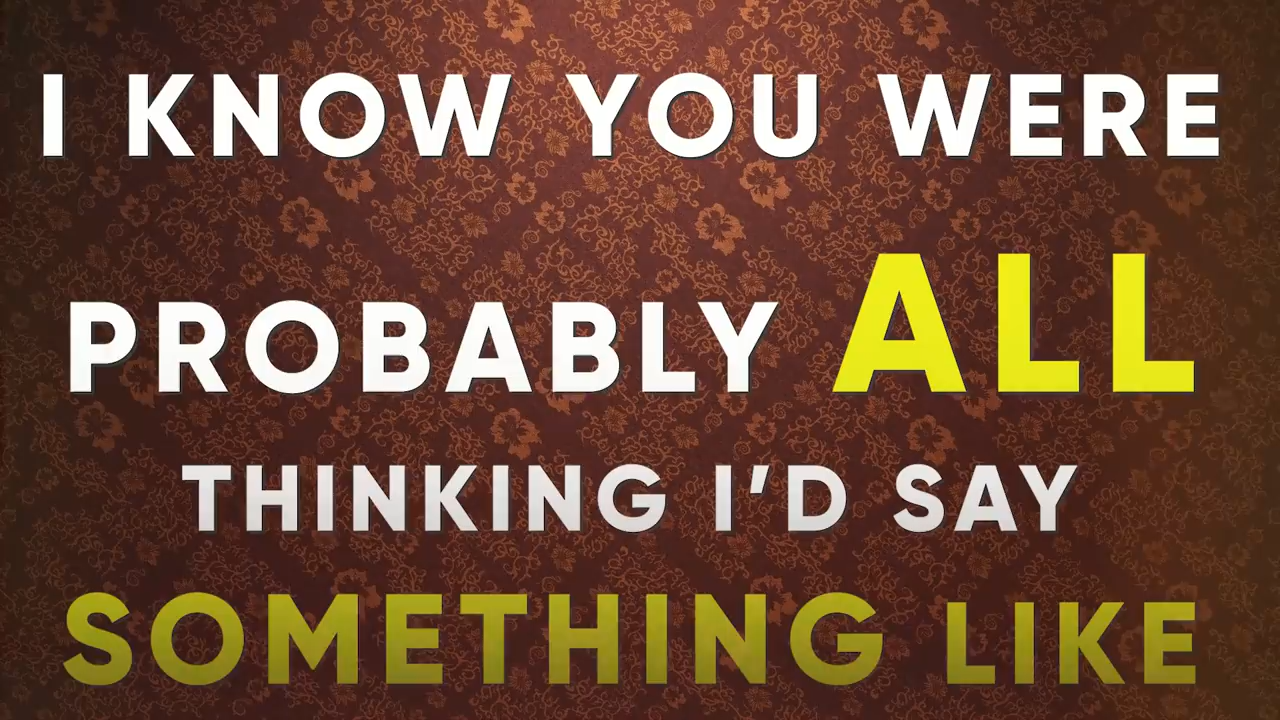 I KNOW YOU WERE
PROBABLY ALL
THINKING I’D SAY
SOMETHING LIKE